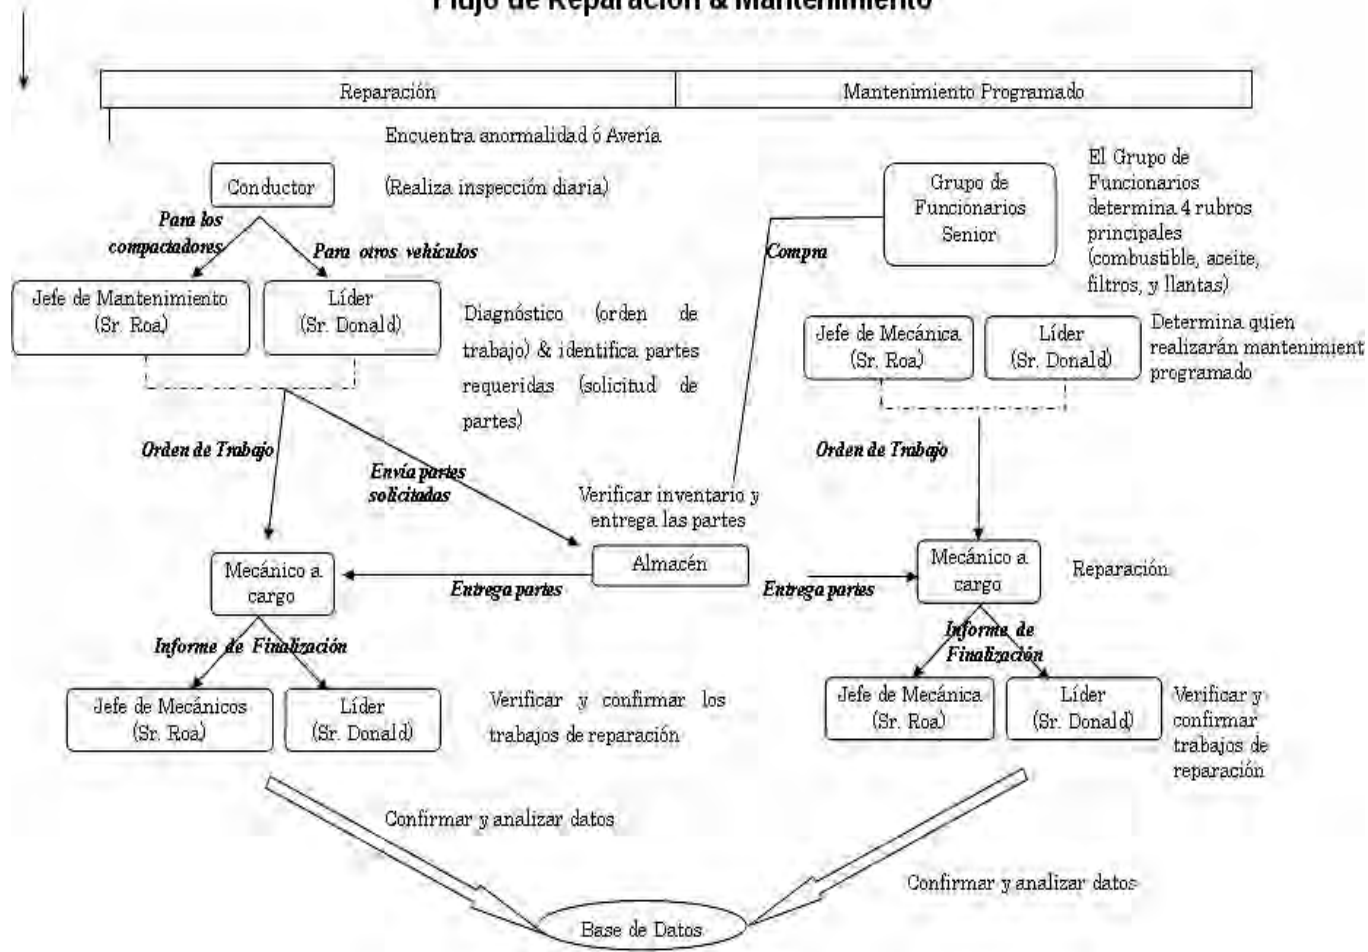 Flujo de Reparación & Mantenimiento
Reparación
Mantenimiento Programado
Encuentra anormalidad ó Avería
Conductor
(Realiza inspección diaria)
Para los
compactadores
Para otros vehículos
Jefe de Mantenimiento
(Sr. Roa)
Líder
(Sr. Donald)
Diagnóstico (orden de
trabajo) & identifica partes
requeridas (solicitud de
partes)
Orden de Trabajo
Envía partes
solicitadas
Verificar inventario y
entrega las partes
Almacén
Mecánico a
cargo
Entrega partes
Informe de Finalización
Jefe de Mecánicos
(Sr. Roa)
Líder
(Sr. Donald)
Verificar y confirmar los
trabajos de reparación
Confirmar y analizar datos
Grupo de
Funcionarios
Senior
El Grupo de
Funcionarios
determina 4 rubros
principales
(combustible, aceite,
filtros, y llantas)
Compra
Jefe de Mecánica
(Sr. Roa)
Líder
(Sr. Donald)
Determina quien
realizarán mantenimient
programado
Orden de Trabajo
Entrega partes
Mecánico a
cargo
Reparación
Informe de
Finalización
Jefe de Mecánica
(Sr. Roa)
Líder
(Sr. Donald)
Verificar y
confirmar
trabajos de
reparación
Confirmar y analizar datos
Base de Datos